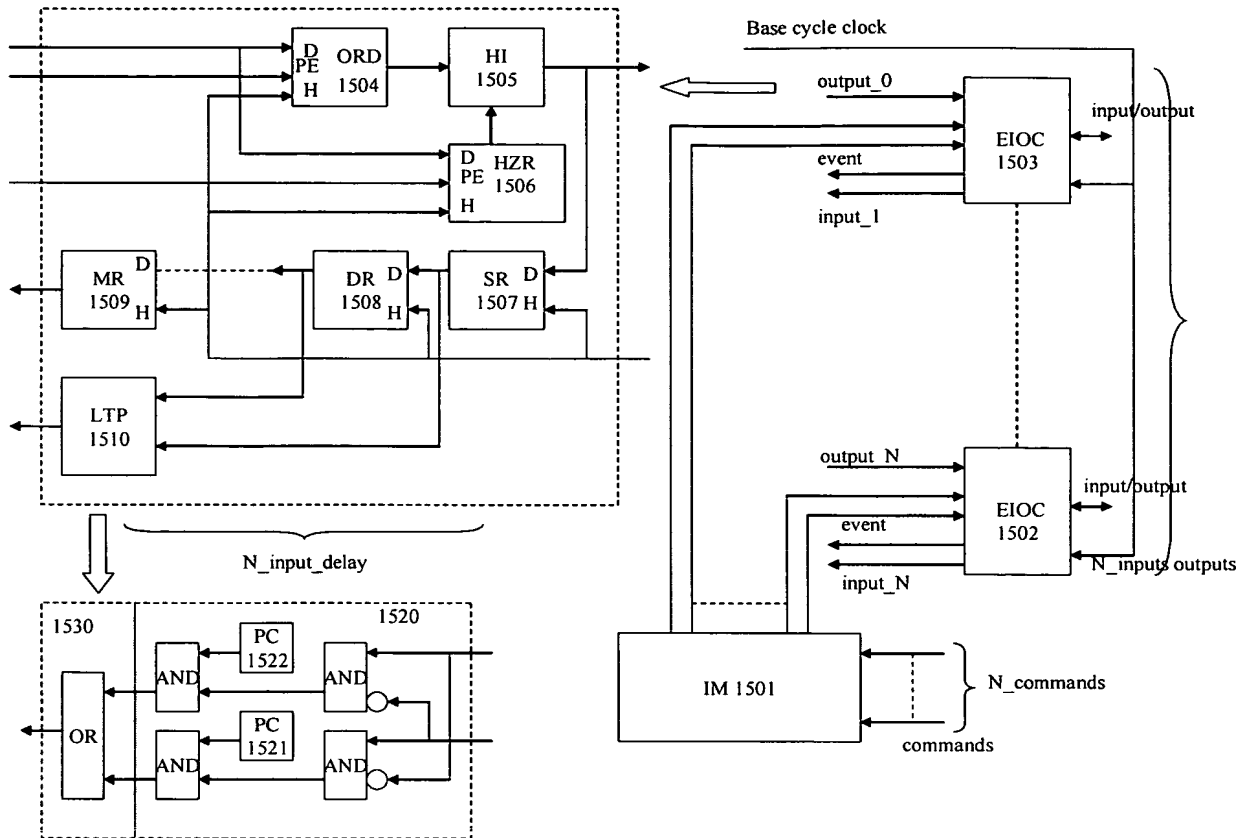 D
PE
H
ORD
1504
HI
1505
D
PE
H
HZR
1506
MR
1509
D
H
DR
1508
D
H
SR
1507
D
H
LTP
1510
N_input_delay
1530
1520
OR
AND
PC
1522
AND
AND
PC
1521
AND
Base cycle clock
output_0
EIOC
1503
input/output
event
input_1
output_N
EIOC
1502
input/output
event
input_N
N_inputs outputs
IM 1501
N_commands
commands